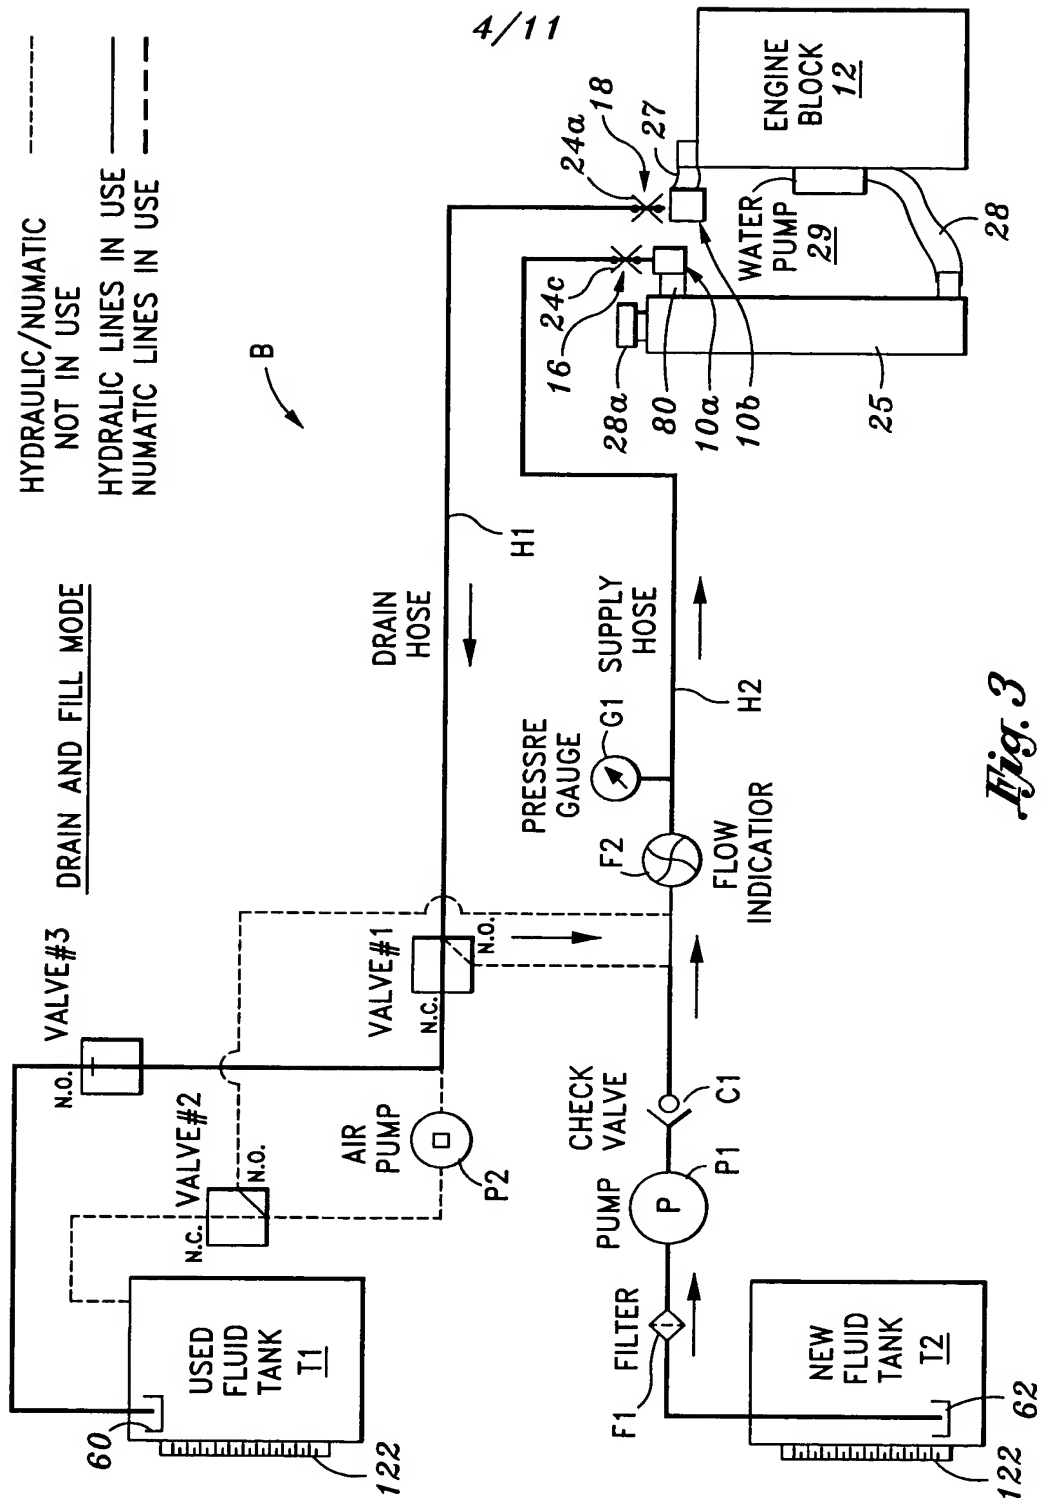 4/11
HYDRAULIC/NUMATIC
NOT IN USE
HYDRALIC LINES IN USE
NUMATIC LINES IN USE
DRAIN AND FILL MODE
B
VALVE#3
N.O.
VALVE#2
N.C.
N.O.
AIR
PUMP
P2
VALVE#1
N.C.
N.O.
DRAIN
HOSE
H1
USED
FLUID
TANK
T1
60
122
24a
18
27
ENGINE
BLOCK
12
WATER
PUMP
29
28
24c
16
28a
80
10a
10b
25
PRESSRE
GAUGE
G1
SUPPLY
HOSE
H2
F2
FLOW
INDICATIOR
CHECK
VALVE
C1
PUMP
P
P1
FILTER
F1
NEW
FLUID
TANK
T2
62
122
Fig. 3